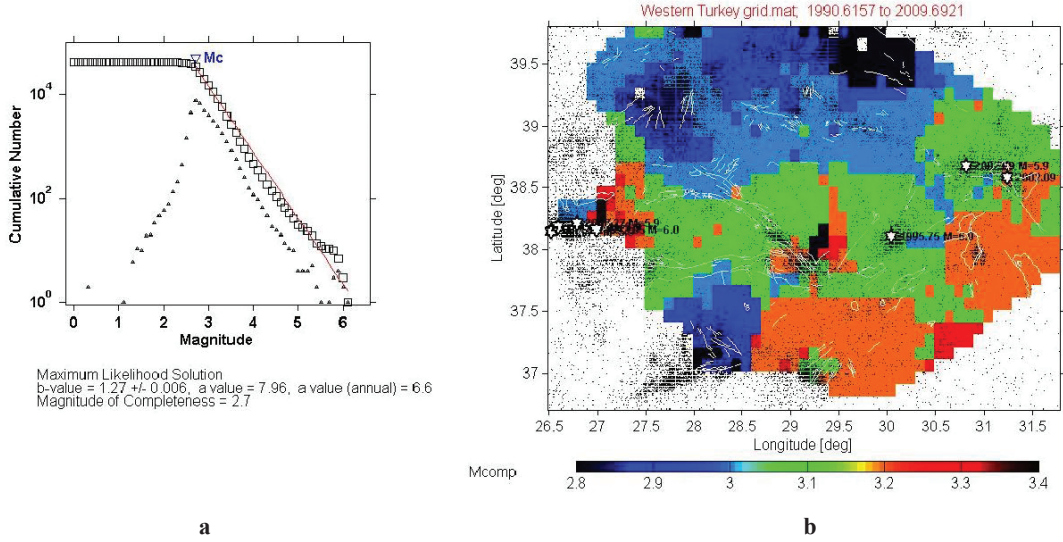 Western Turkey grid.mat; 1990.6157 to 2009.6921
Mc
Cumulative Number
10⁴
10²
10⁰
0 1 2 3 4 5 6
Magnitude
Maximum Likelihood Solution
b-value = 1.27 +/- 0.006, a value = 7.96, a value (annual) = 6.6
Magnitude of Completeness = 2.7
a
Latitude [deg]
39.5
39
38.5
38
37.5
37
M=5.9
M=5.9
M=6.0
1995.75
26.5 27 27.5 28 28.5 29 29.5 30 30.5 31 31.5
Longitude [deg]
Mcomp
2.8 2.9 3 3.1 3.2 3.3 3.4
b